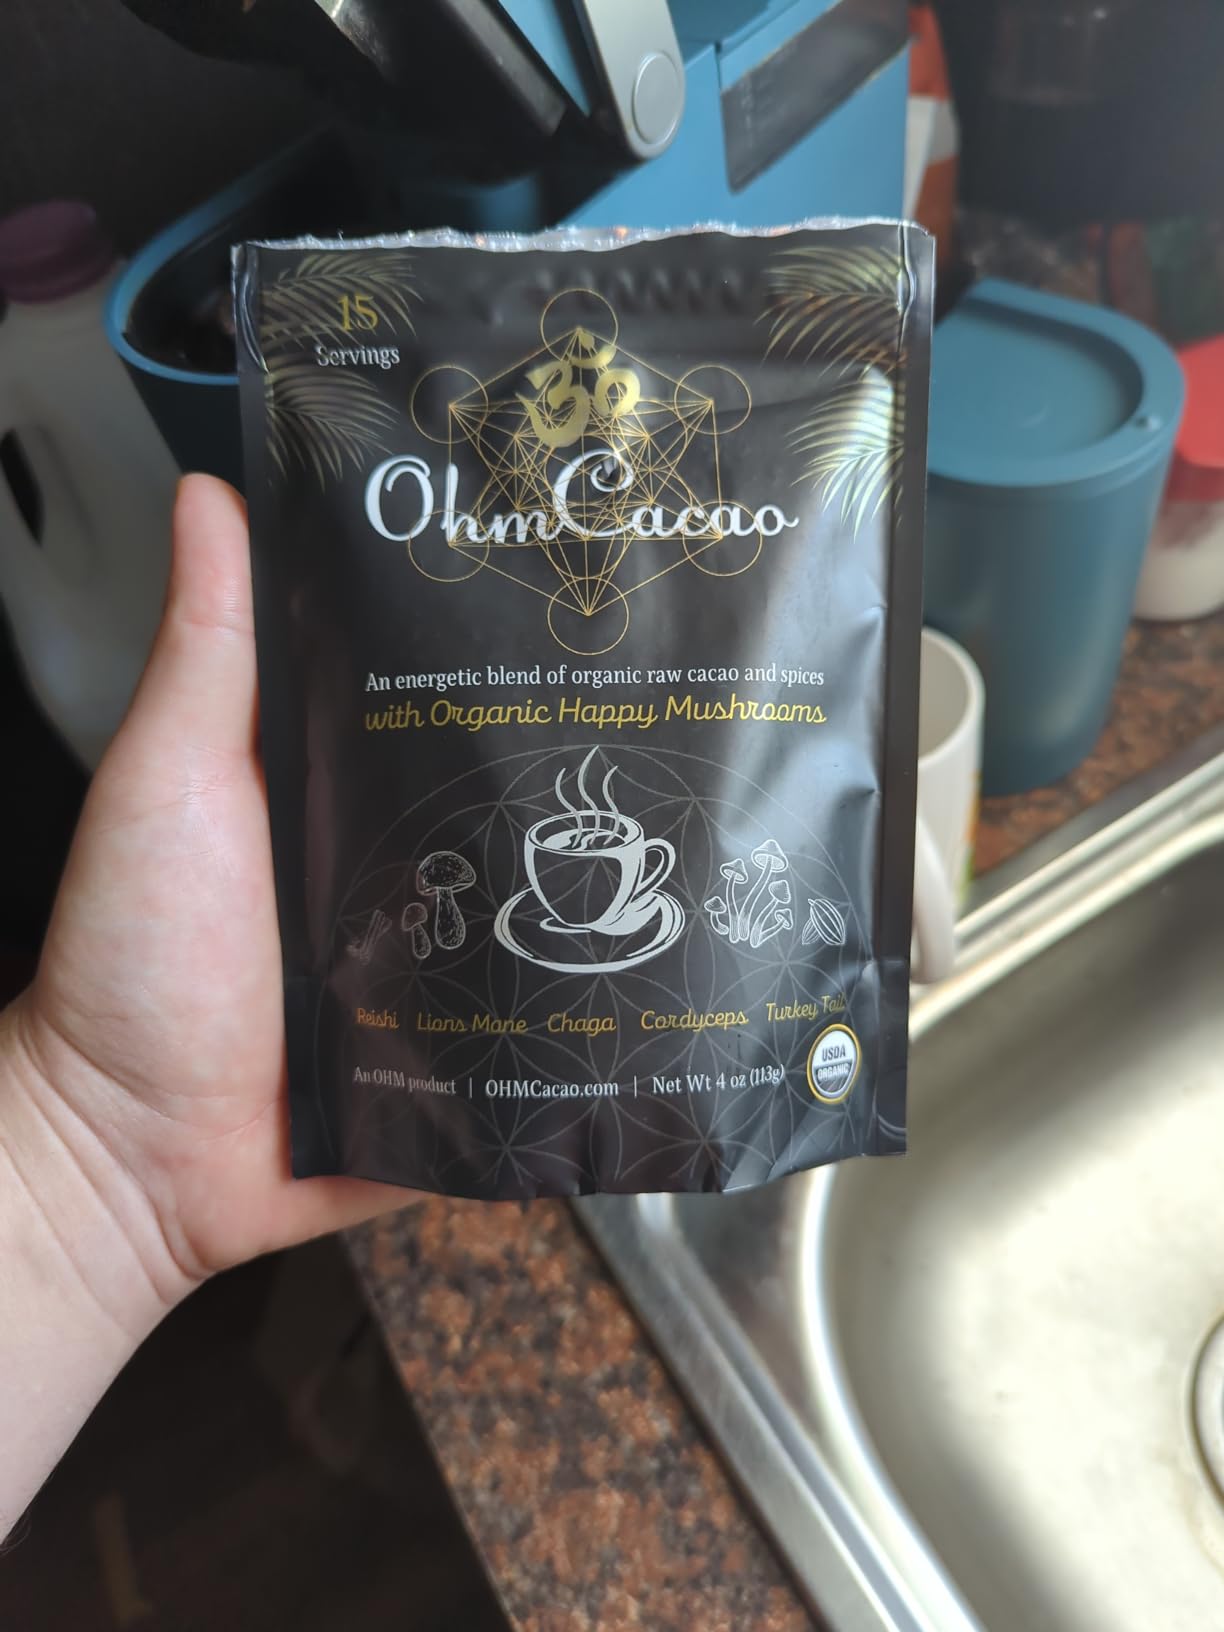 15
Servings
ॐ
OhmCacao
An energetic blend of organic raw cacao and spices
with Organic Happy Mushrooms
Reishi Lions Mane Chaga Cordyceps Turkey Tail
An OHM product | OHMCacao.com | Net Wt 4 oz (113g)
USDA
ORGANIC